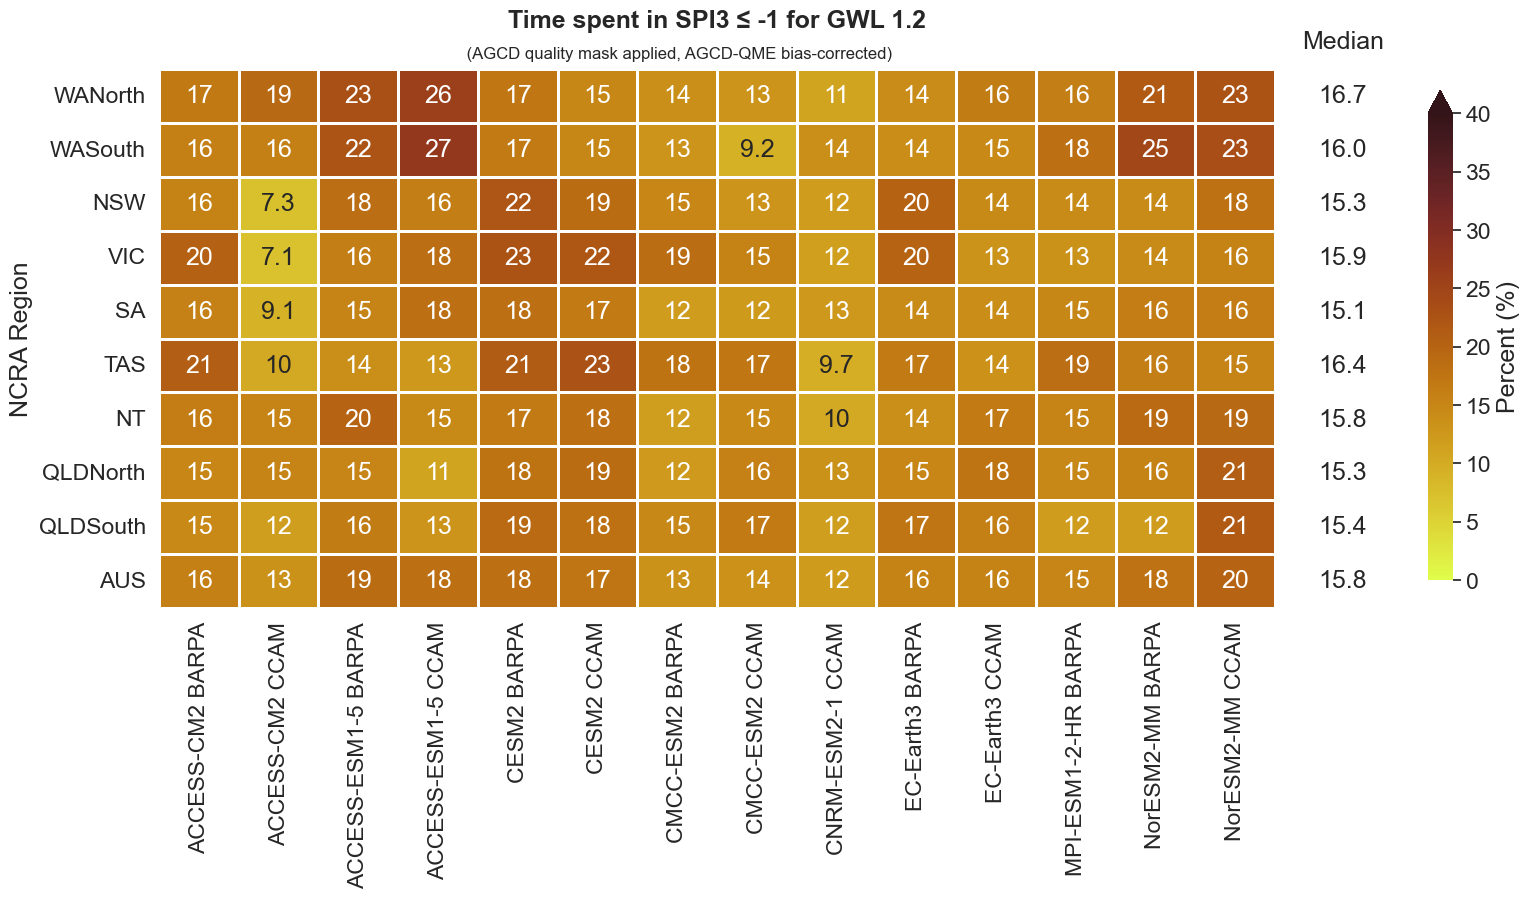 Time spent in SPI3 ≤ -1 for GWL 1.2
(AGCD quality mask applied, AGCD-QME bias-corrected)
Median
WANorth 17 19 23 26 17 15 14 13 11 14 16 16 21 23 16.7
WASouth 16 16 22 27 17 15 13 9.2 14 14 15 18 25 23 16.0
NSW 16 7.3 18 16 22 19 15 13 12 20 14 14 14 18 15.3
VIC 20 7.1 16 18 23 22 19 15 12 20 13 13 14 16 15.9
SA 16 9.1 15 18 18 17 12 12 13 14 14 15 16 16 15.1
TAS 21 10 14 13 21 23 18 17 9.7 17 14 19 16 15 16.4
NT 16 15 20 15 17 18 12 15 10 14 17 15 19 19 15.8
QLDNorth 15 15 15 11 18 19 12 16 13 15 18 15 16 21 15.3
QLDSouth 15 12 16 13 19 18 15 17 12 17 16 12 12 21 15.4
AUS 16 13 19 18 18 17 13 14 12 16 16 15 18 20 15.8
NCRA Region
ACCESS-CM2 BARPA
ACCESS-CM2 CCAM
ACCESS-ESM1-5 BARPA
ACCESS-ESM1-5 CCAM
CESM2 BARPA
CESM2 CCAM
CMCC-ESM2 BARPA
CMCC-ESM2 CCAM
CNRM-ESM2-1 CCAM
EC-Earth3 BARPA
EC-Earth3 CCAM
MPI-ESM1-2-HR BARPA
NorESM2-MM BARPA
NorESM2-MM CCAM
40
35
30
25
20
15
10
5
0
Percent (%)